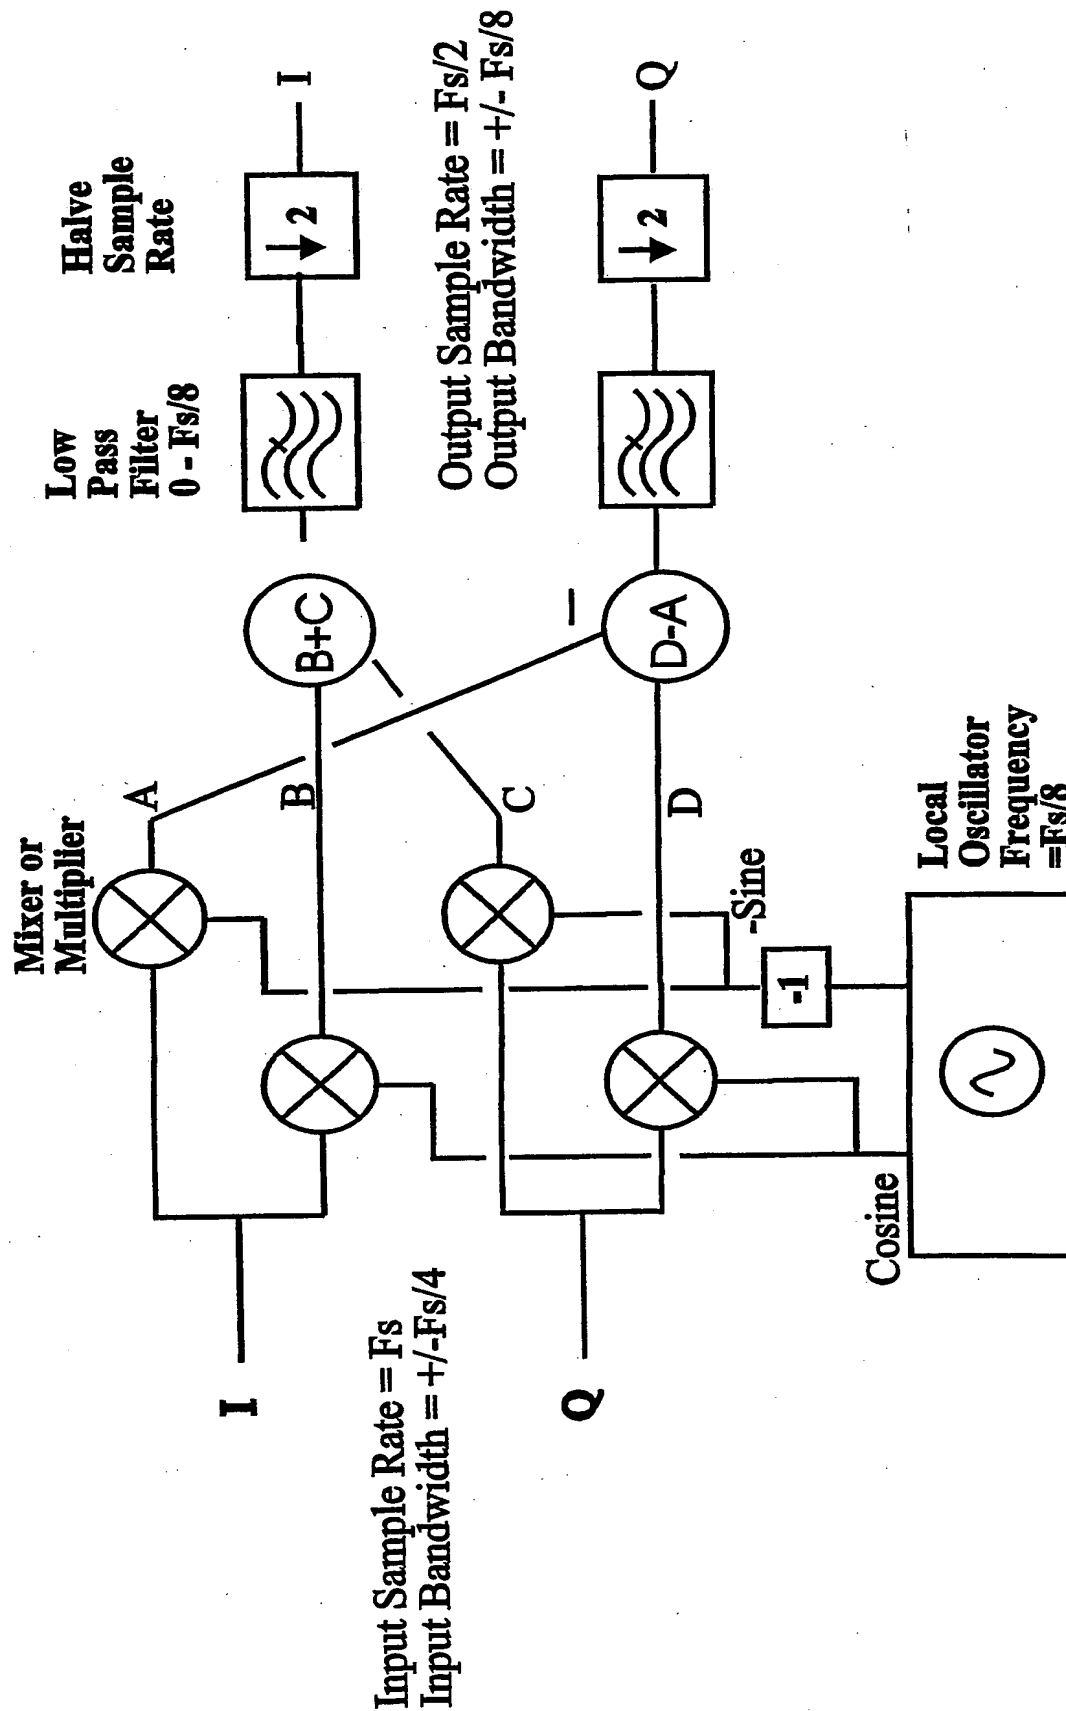 Mixer or
Multiplier
Low
Pass
Filter
0 - Fs/8
Halve
Sample
Rate
I
A
B
B+C
↓ 2
I
Input Sample Rate = Fs
Input Bandwidth = +/-Fs/4
Output Sample Rate = Fs/2
Output Bandwidth = +/- Fs/8
Q
C
D
–
D-A
↓ 2
Q
-Sine
-1
Cosine
Local
Oscillator
Frequency
=Fs/8